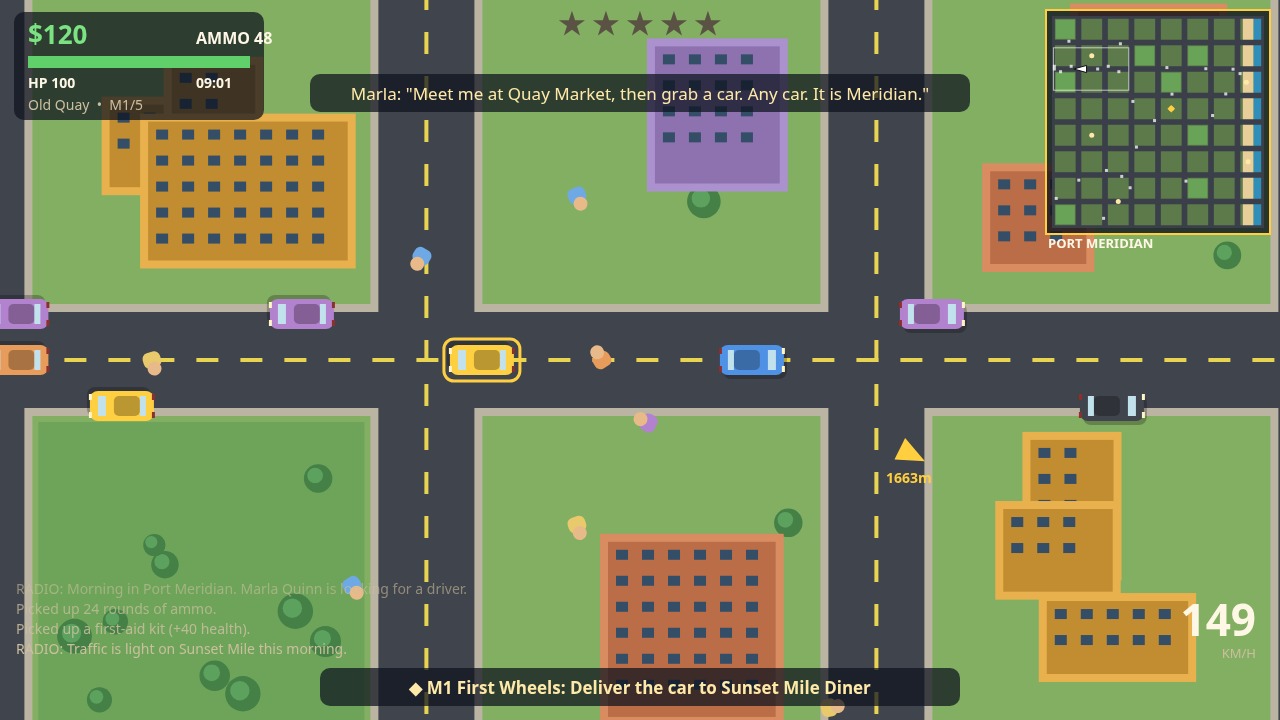 $120
AMMO 48
HP 100
09:01
Old Quay • M1/5
Marla: "Meet me at Quay Market, then grab a car. Any car. It is Meridian."
PORT MERIDIAN
1663m
RADIO: Morning in Port Meridian. Marla Quinn is looking for a driver.
Picked up 24 rounds of ammo.
Picked up a first-aid kit (+40 health).
RADIO: Traffic is light on Sunset Mile this morning.
149
KM/H
◆ M1 First Wheels: Deliver the car to Sunset Mile Diner